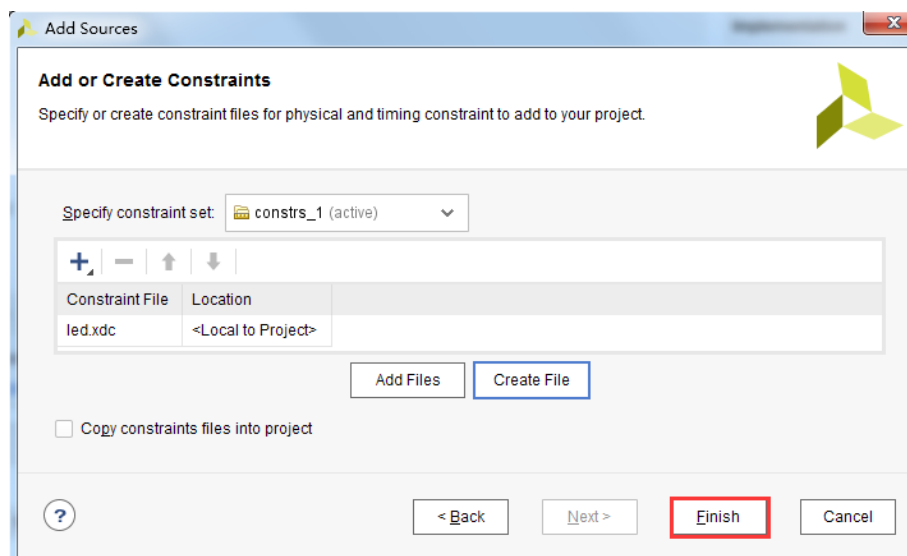 Add Sources
Implementation
Add or Create Constraints
Specify or create constraint files for physical and timing constraint to add to your project.
Specify constraint set: constrs_1 (active)
Constraint File Location
led.xdc <Local to Project>
Add Files Create File
Copy constraints files into project
? < Back Next > Finish Cancel